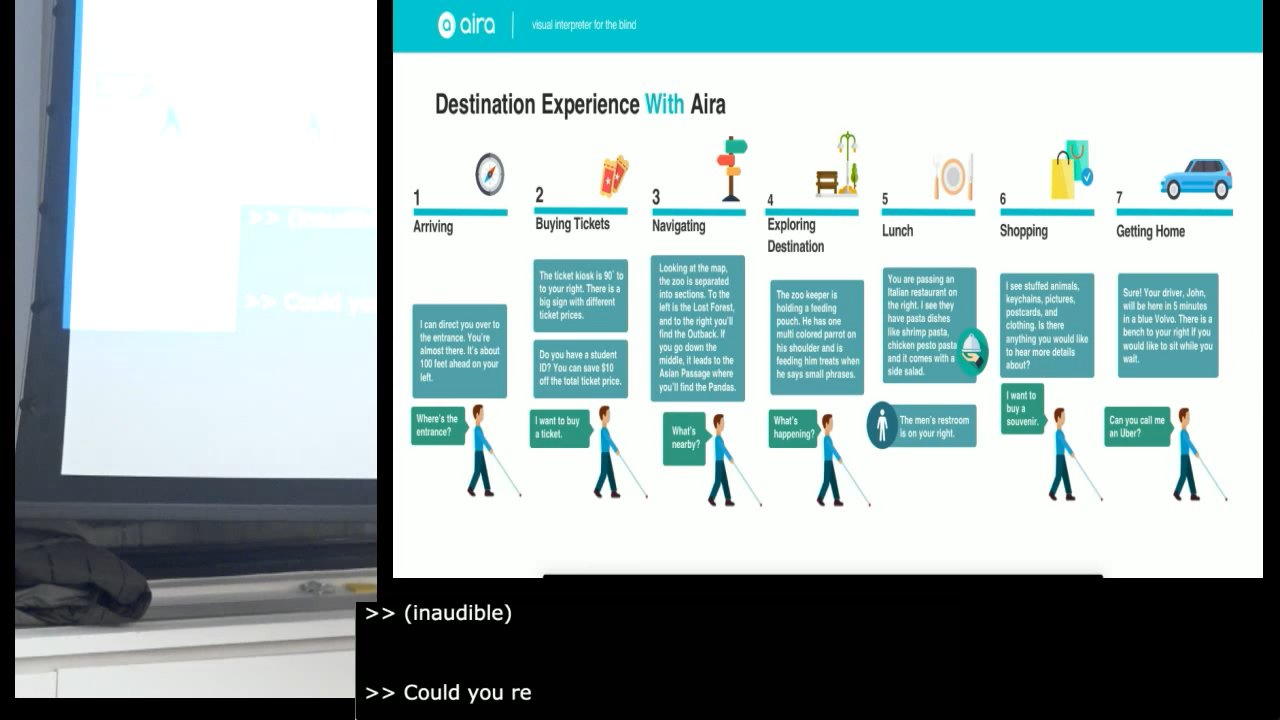 aira
visual interpreter for the blind
Destination Experience With Aira
1
Arriving
I can direct you over to
the entrance. You're
almost there. It's about
100 feet ahead on your
left.
Where's the
entrance?
2
Buying Tickets
The ticket kiosk is 90° to
to your right. There is a
big sign with different
ticket prices.
Do you have a student
ID? You can save $10
off the total ticket price.
I want to buy
a ticket.
3
Navigating
Looking at the map,
the zoo is separated
into sections. To the
left is the Lost Forest,
and to the right you'll
find the Outback. If
you go down the
middle, it leads to the
Asian Passage where
you'll find the Pandas.
What's
nearby?
4
Exploring
Destination
The zoo keeper is
holding a feeding
pouch. He has one
multi colored parrot on
his shoulder and is
feeding him treats when
he says small phrases.
What's
happening?
5
Lunch
You are passing an
Italian restaurant on
the right. I see they
have pasta dishes
like shrimp pasta,
chicken pesto pasta
and it comes with a
side salad.
The men's restroom
is on your right.
6
Shopping
I see stuffed animals,
keychains, pictures,
postcards, and
clothing. Is there
anything you would like
to hear more details
about?
I want to
buy a
souvenir.
7
Getting Home
Sure! Your driver, John,
will be here in 5 minutes
in a blue Volvo. There is a
bench to your right if you
would like to sit while you
wait.
Can you call me
an Uber?
>> (inaudible)
>> Could you re
>> (inaudib
>> Could yo